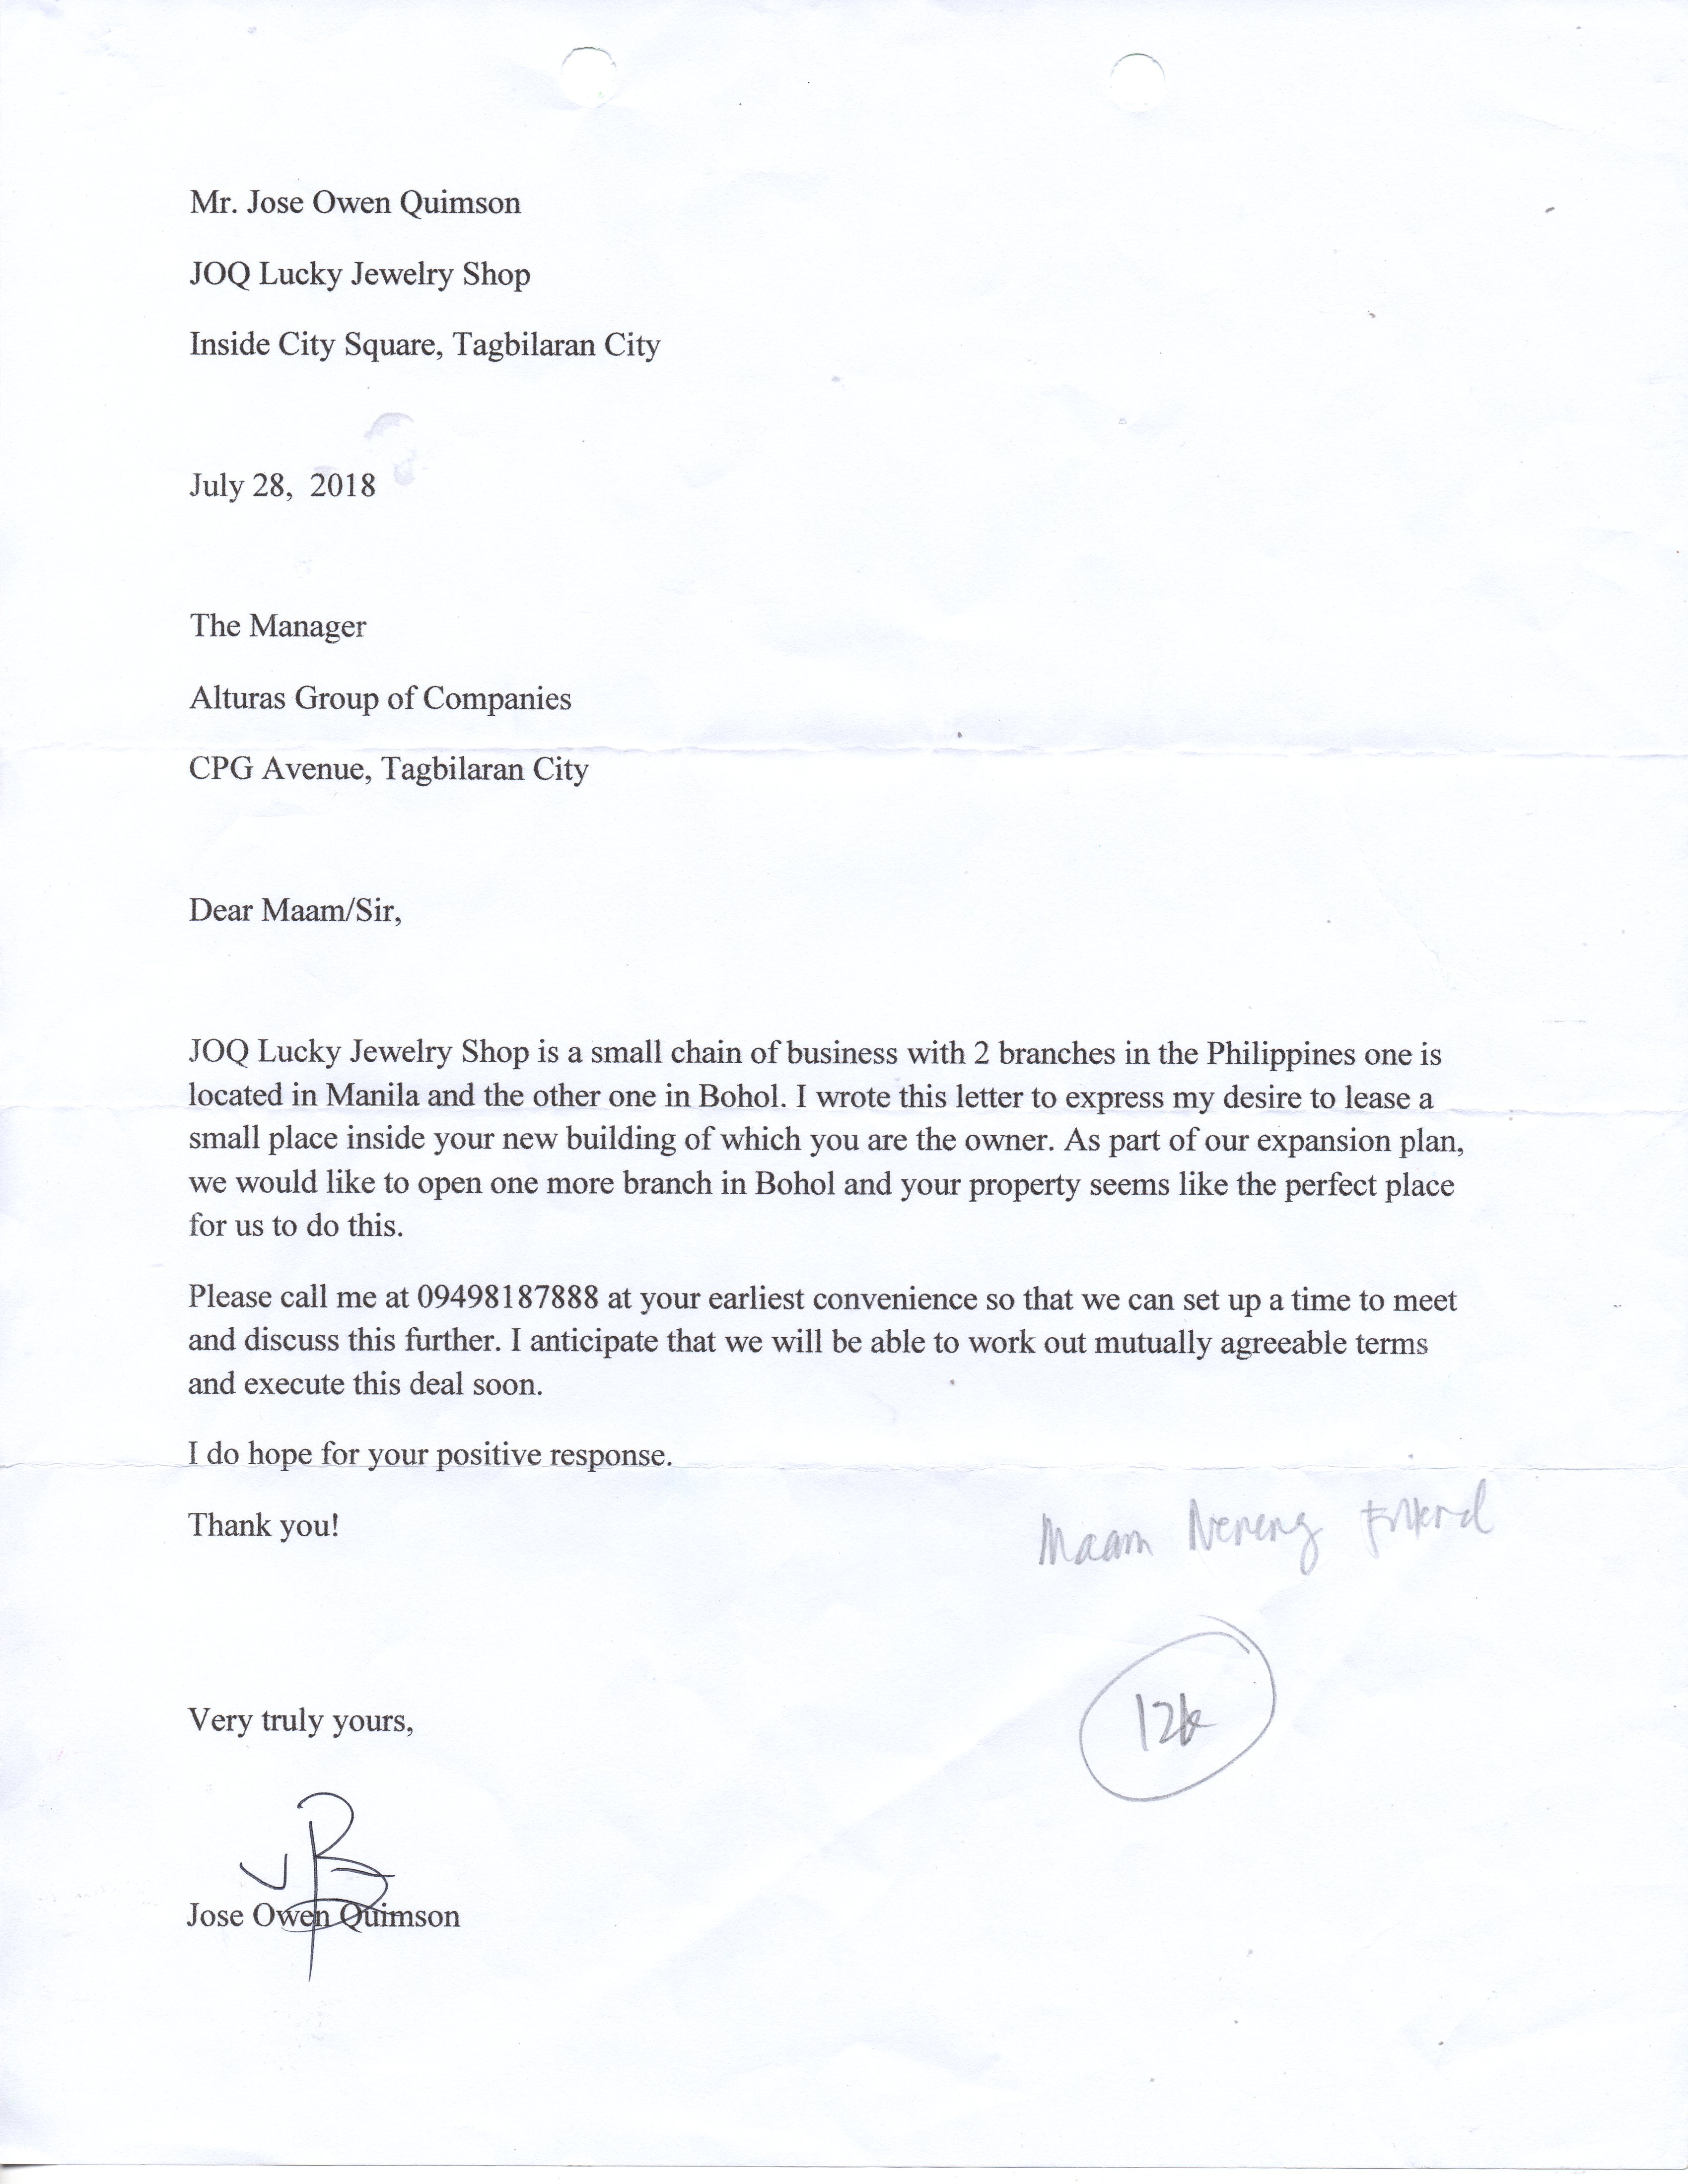 Mr. Jose Owen Quimson
JOQ Lucky Jewelry Shop
Inside City Square, Tagbilaran City
July 28,  2018
The Manager
Alturas Group of Companies
CPG Avenue, Tagbilaran City
Dear Maam/Sir,
JOQ Lucky Jewelry Shop is a small chain of business with 2 branches in the Philippines one is
located in Manila and the other one in Bohol. I wrote this letter to express my desire to lease a
small place inside your new building of which you are the owner. As part of our expansion plan,
we would like to open one more branch in Bohol and your property seems like the perfect place
for us to do this.
Please call me at 09498187888 at your earliest convenience so that we can set up a time to meet
and discuss this further. I anticipate that we will be able to work out mutually agreeable terms
and execute this deal soon.
I do hope for your positive response.
Thank you!
Maam Neneng
12k
Very truly yours,
Jose Owen Quimson